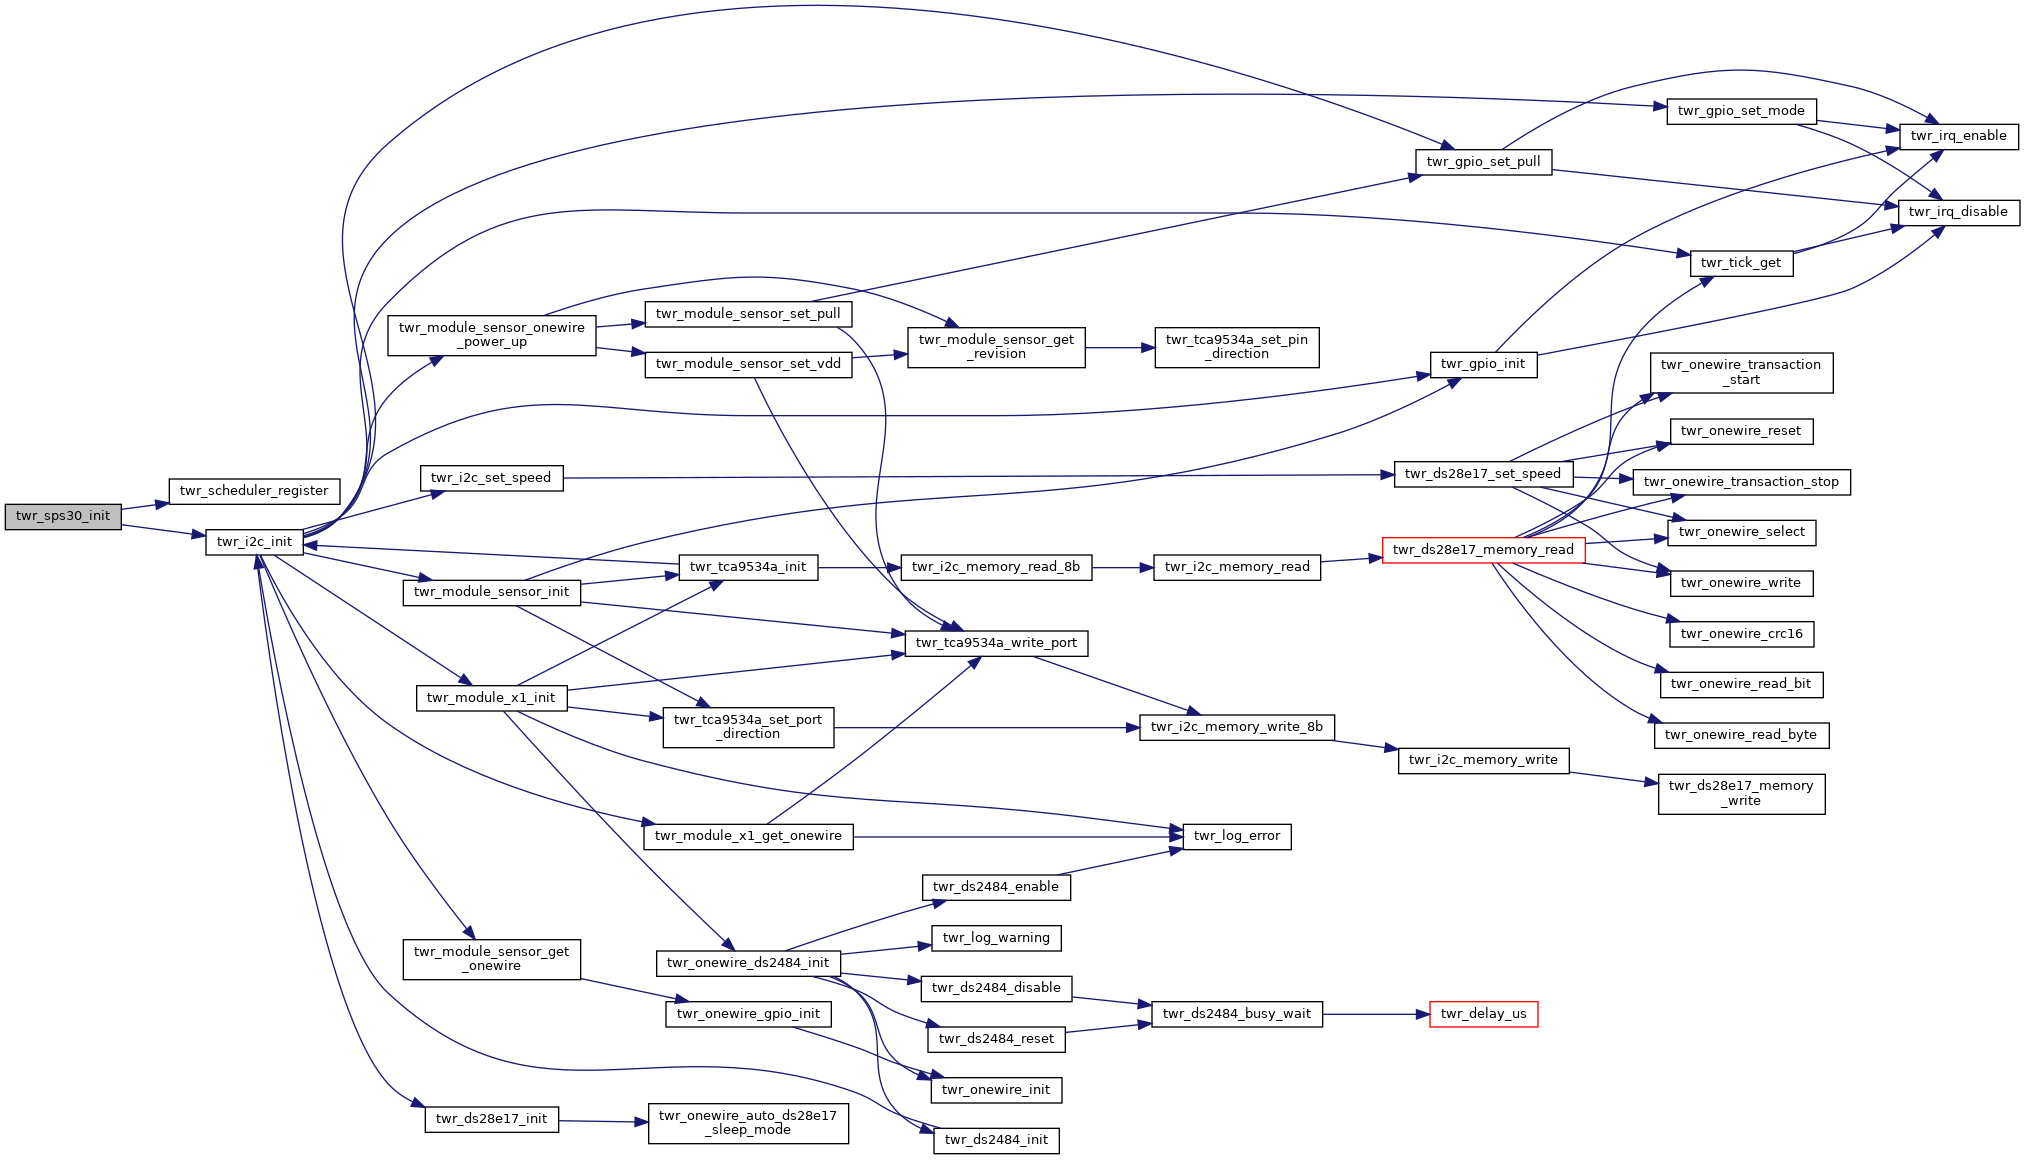 twr_sps30_init
twr_scheduler_register
twr_i2c_init
twr_module_sensor_onewire
_power_up
twr_i2c_set_speed
twr_module_sensor_init
twr_module_x1_init
twr_module_sensor_get
_onewire
twr_ds28e17_init
twr_module_sensor_set_pull
twr_module_sensor_set_vdd
twr_tca9534a_init
twr_tca9534a_set_port
_direction
twr_module_x1_get_onewire
twr_onewire_ds2484_init
twr_onewire_gpio_init
twr_onewire_auto_ds28e17
_sleep_mode
twr_module_sensor_get
_revision
twr_i2c_memory_read_8b
twr_tca9534a_write_port
twr_ds2484_enable
twr_log_warning
twr_ds2484_disable
twr_ds2484_reset
twr_onewire_init
twr_ds2484_init
twr_tca9534a_set_pin
_direction
twr_i2c_memory_read
twr_i2c_memory_write_8b
twr_log_error
twr_ds2484_busy_wait
twr_gpio_set_pull
twr_gpio_init
twr_ds28e17_set_speed
twr_ds28e17_memory_read
twr_i2c_memory_write
twr_delay_us
twr_gpio_set_mode
twr_tick_get
twr_onewire_transaction
_start
twr_onewire_reset
twr_onewire_transaction_stop
twr_onewire_select
twr_onewire_write
twr_onewire_crc16
twr_onewire_read_bit
twr_onewire_read_byte
twr_ds28e17_memory
_write
twr_irq_enable
twr_irq_disable